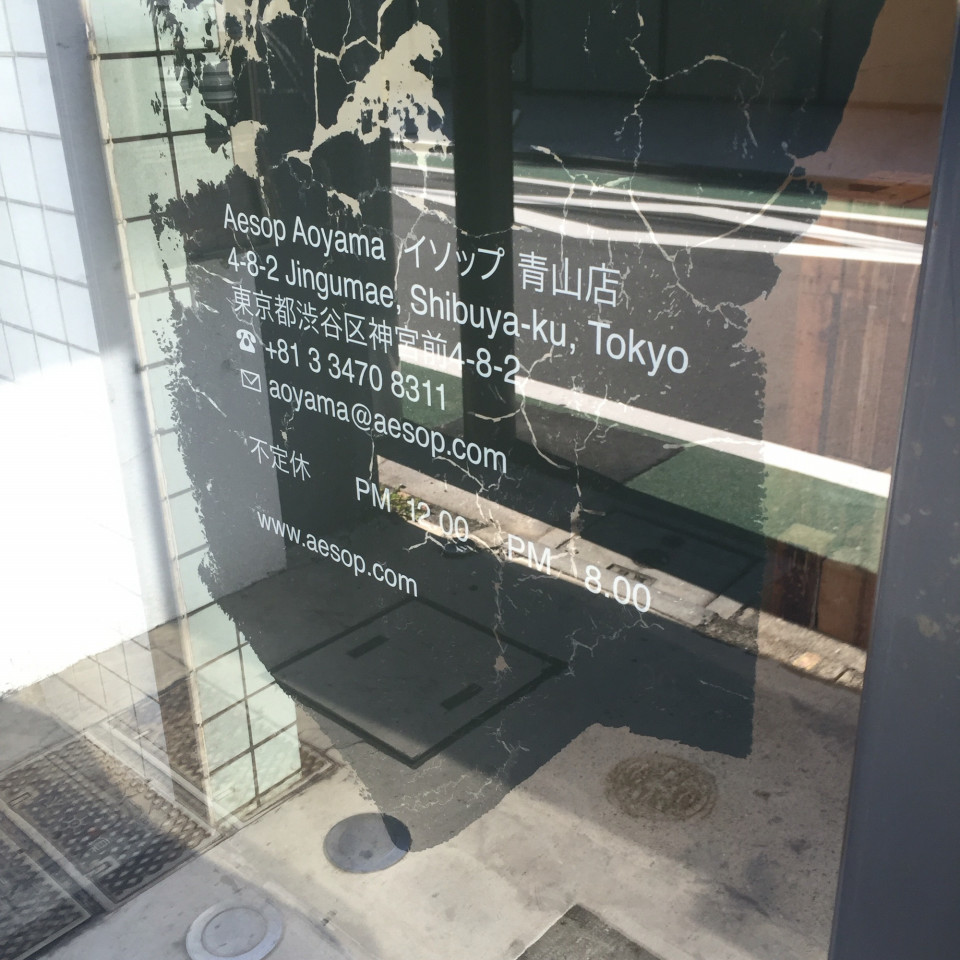 Aesop Aoyama イソップ 青山店
4-8-2 Jingumae, Shibuya-ku, Tokyo
東京都渋谷区神宮前4-8-2
☎ +81 3 3470 8311
✉ aoyama@aesop.com
不定休 PM 12.00 PM 8.00
www.aesop.com